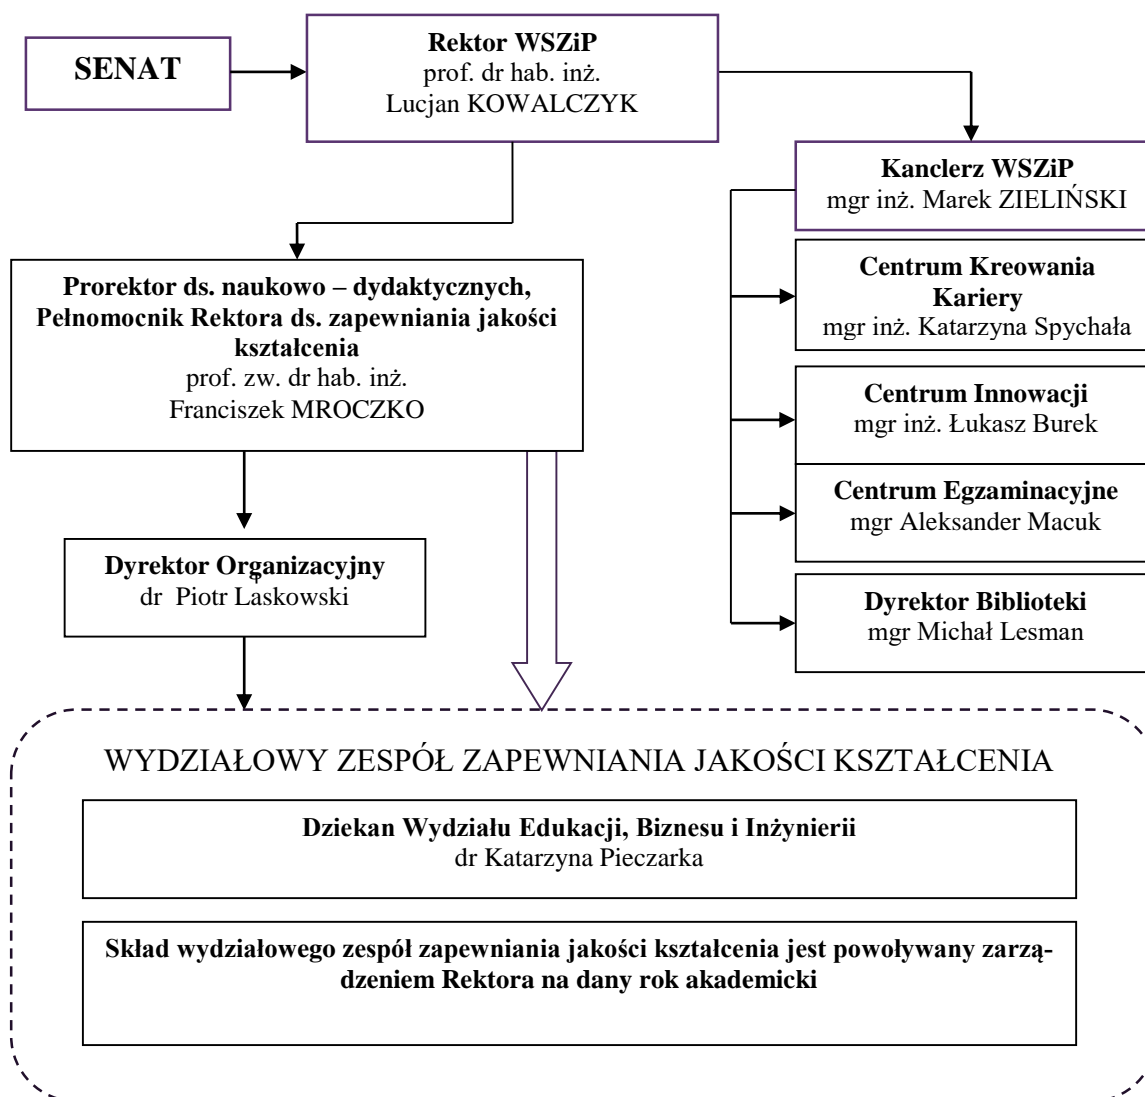 SENAT
Rektor WSZiP
prof. dr hab. inż.
Lucjan KOWALCZYK
Kanclerz WSZiP
mgr inż. Marek ZIELIŃSKI
Centrum Kreowania
Kariery
mgr inż. Katarzyna Spychała
Centrum Innowacji
mgr inż. Łukasz Burek
Centrum Egzaminacyjne
mgr Aleksander Macuk
Dyrektor Biblioteki
mgr Michał Lesman
Prorektor ds. naukowo – dydaktycznych,
Pełnomocnik Rektora ds. zapewniania jakości
kształcenia
prof. zw. dr hab. inż.
Franciszek MROCZKO
Dyrektor Organizacyjny
dr Piotr Laskowski
WYDZIAŁOWY ZESPÓŁ ZAPEWNIANIA JAKOŚCI KSZTAŁCENIA
Dziekan Wydziału Edukacji, Biznesu i Inżynierii
dr Katarzyna Pieczarka
Skład wydziałowego zespół zapewniania jakości kształcenia jest powoływany zarzą-
dzeniem Rektora na dany rok akademicki